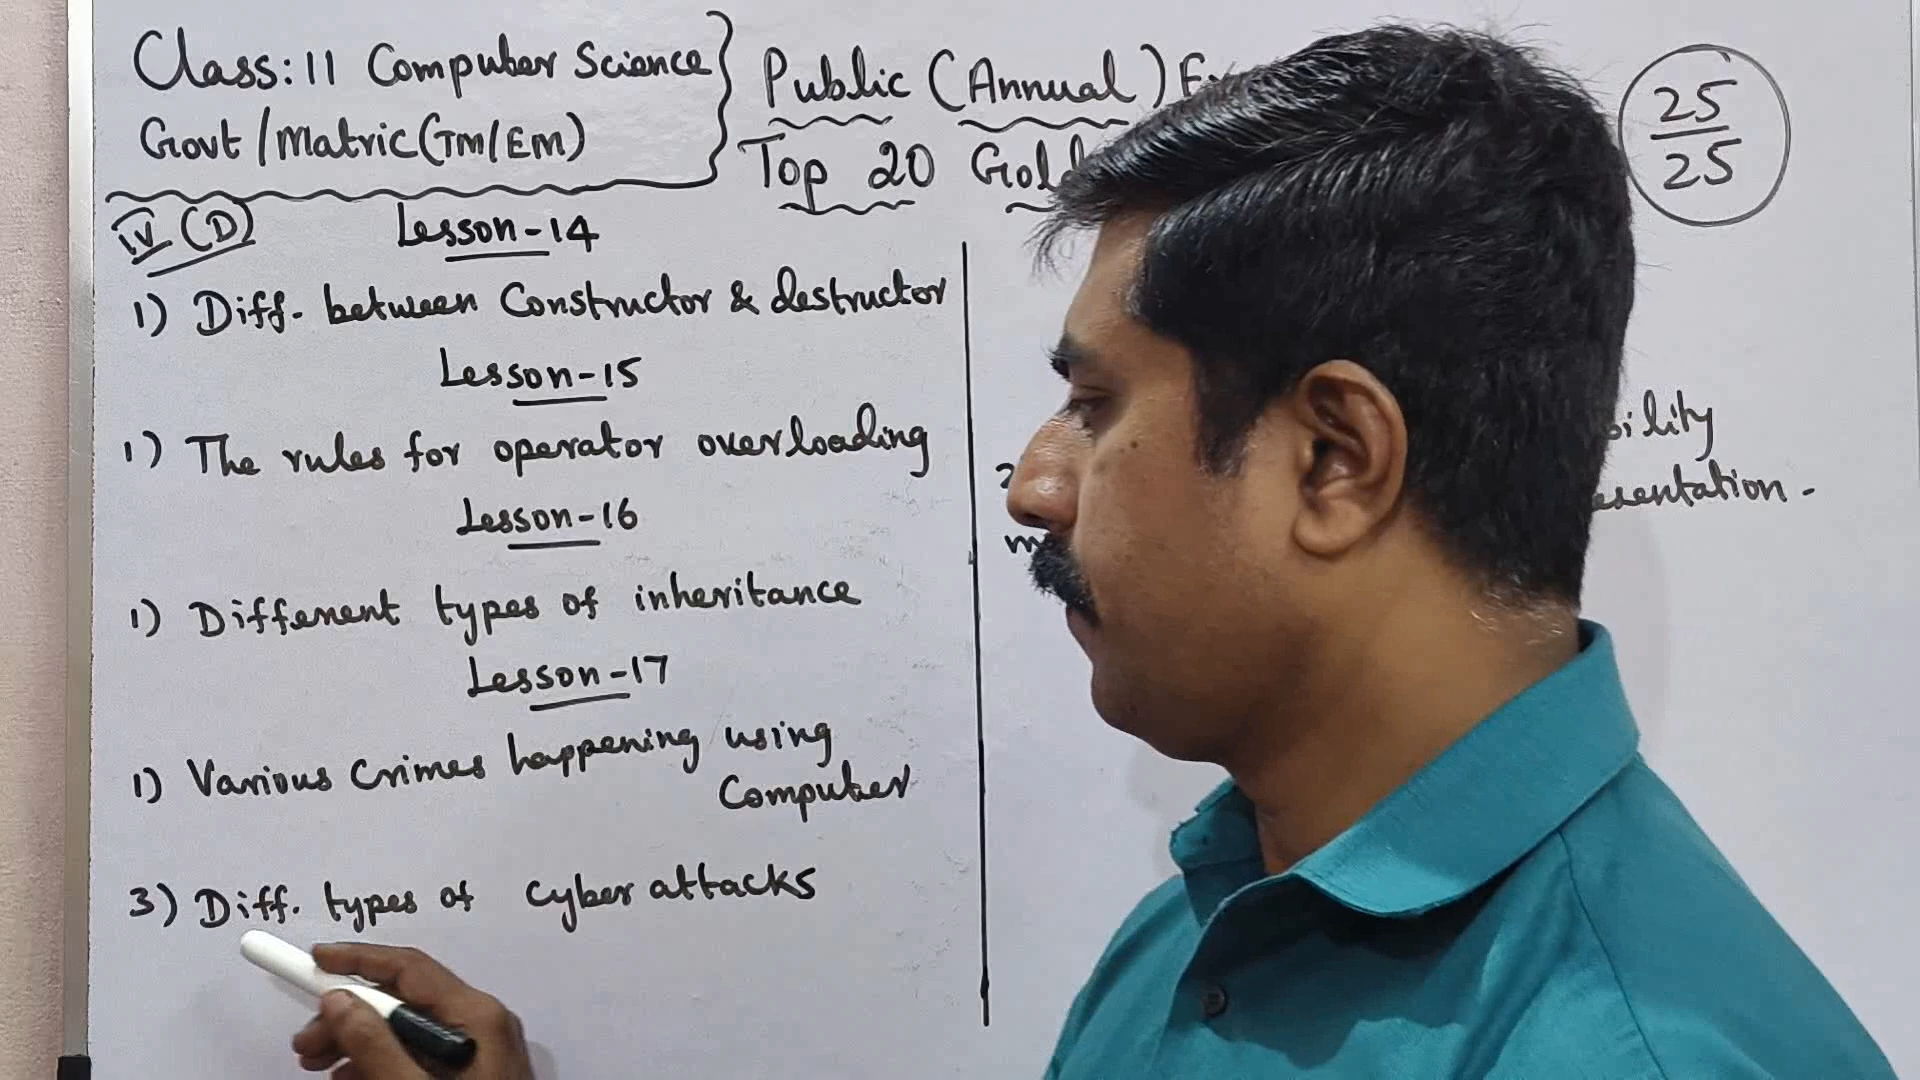 Class: 11 Computer Science
Govt / Matric (TM/EM)
Public (Annual)
Top 20
25
25
IV (D)
Lesson-14
1) Diff. between Constructor & destructor
Lesson-15
1) The rules for operator overloading
Lesson-16
1) Different types of inheritance
Lesson-17
1) Various Crimes happening using
Computer
3) Diff. types of cyber attacks